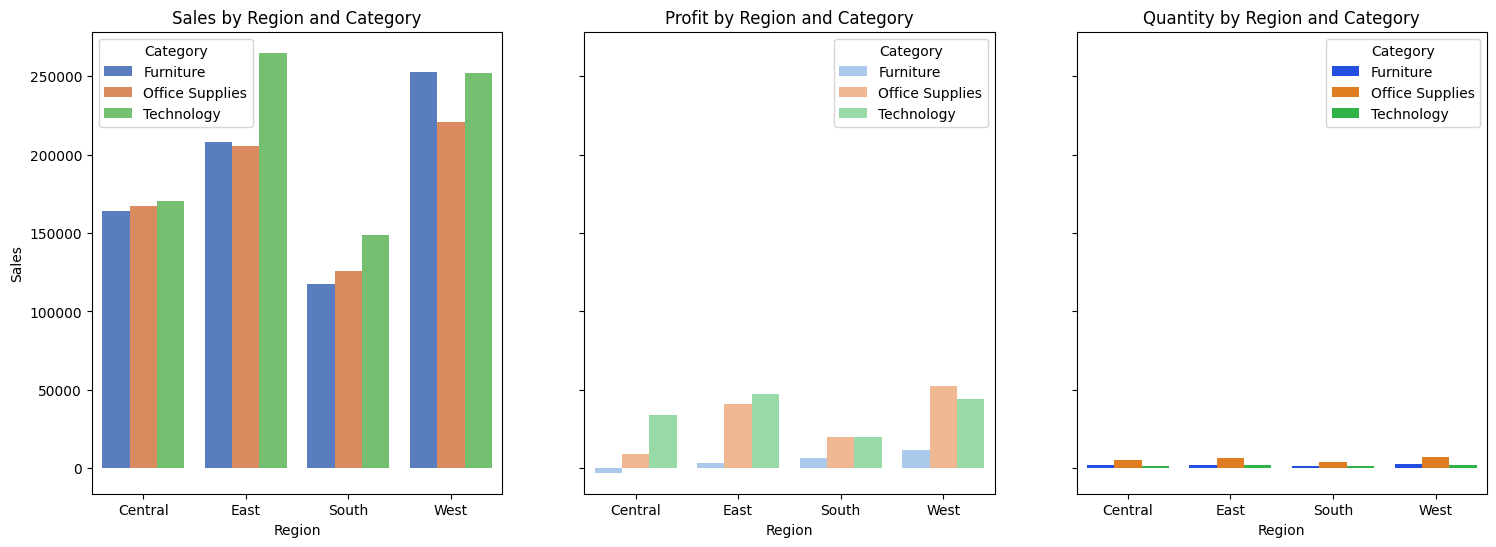 Sales by Region and Category
Category
Furniture
Office Supplies
Technology
Sales
250000
200000
150000
100000
50000
0
Central East South West
Region
Profit by Region and Category
Category
Furniture
Office Supplies
Technology
Central East South West
Region
Quantity by Region and Category
Category
Furniture
Office Supplies
Technology
Central East South West
Region